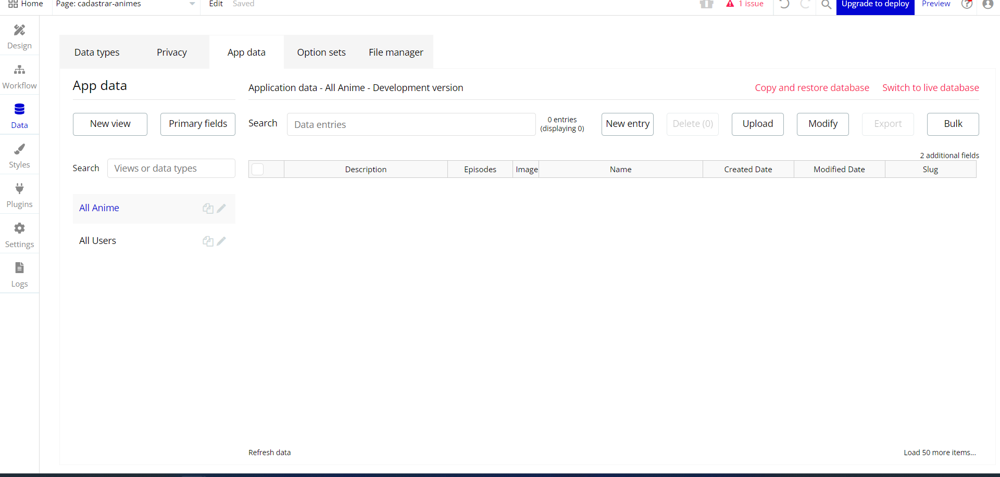 Home
Page: cadastrar-animes
Edit
Saved
1 issue
Upgrade to deploy
Preview
?
Design
Workflow
Data
Styles
Plugins
Settings
Logs
Data types
Privacy
App data
Option sets
File manager
App data
New view
Primary fields
Search
Views or data types
All Anime
All Users
Application data - All Anime - Development version
Copy and restore database
Switch to live database
Search
Data entries
0 entries
(displaying 0)
New entry
Delete (0)
Upload
Modify
Export
Bulk
2 additional fields
Description
Episodes
Image
Name
Created Date
Modified Date
Slug
Refresh data
Load 50 more items...